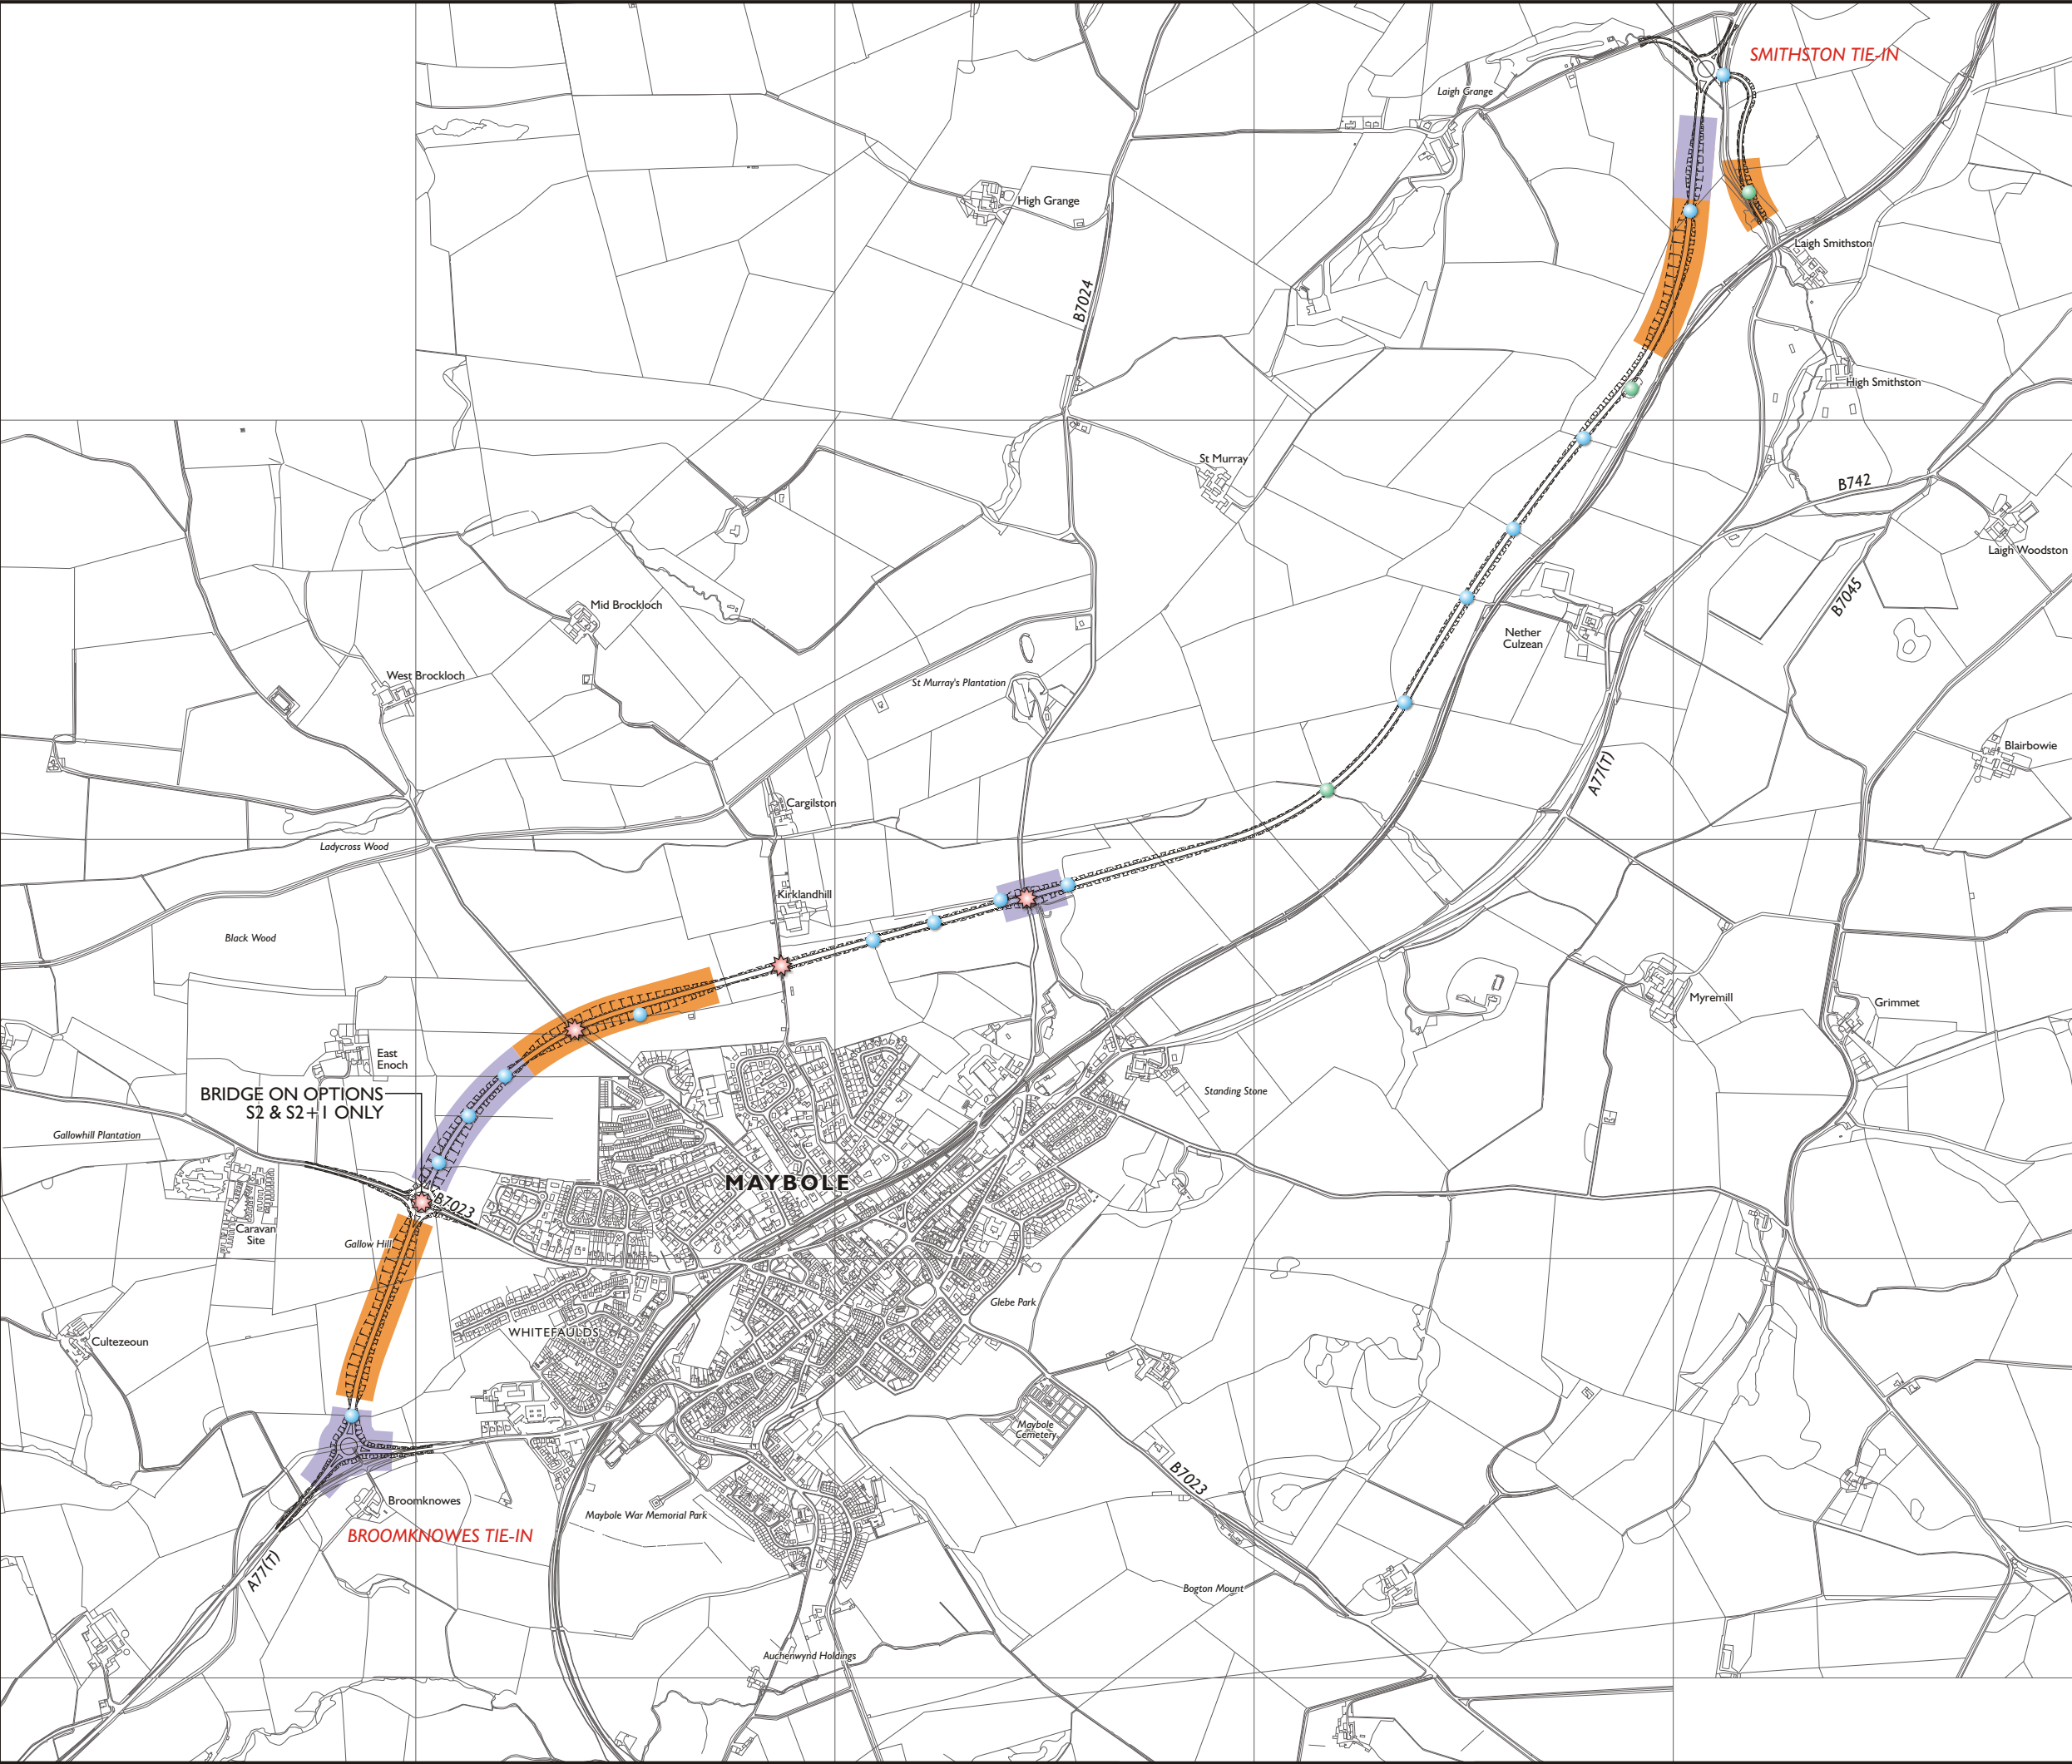 SMITHSTON TIE-IN
Laigh Grange
High Grange
Laigh Smithston
B7024
High Smithston
St Murray
B742
Laigh Woodston
B7045
Mid Brockloch
Nether
Culzean
West Brockloch
St Murray's Plantation
Blairbowie
A77(T)
Cargilston
Ladycross Wood
Kirklandhill
Black Wood
Myremill
Grimmet
East
Enoch
BRIDGE ON OPTIONS
S2 & S2+1 ONLY
Standing Stone
Gallowhill Plantation
MAYBOLE
B7023
Caravan
Site
Gallow Hill
Glebe Park
WHITEFAULDS
Cultezeoun
Maybole
Cemetery
B7023
Broomknowes
Maybole War Memorial Park
BROOMKNOWES TIE-IN
A77(T)
Bogton Mount
Auchenwynd Holdings